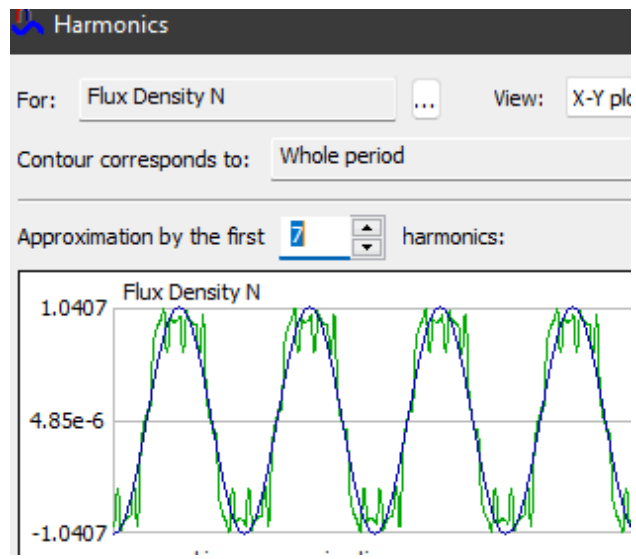 Harmonics
For: Flux Density N ... View: X-Y plo
Contour corresponds to: Whole period
Approximation by the first 7 harmonics:
Flux Density N
1.0407
4.85e-6
-1.0407